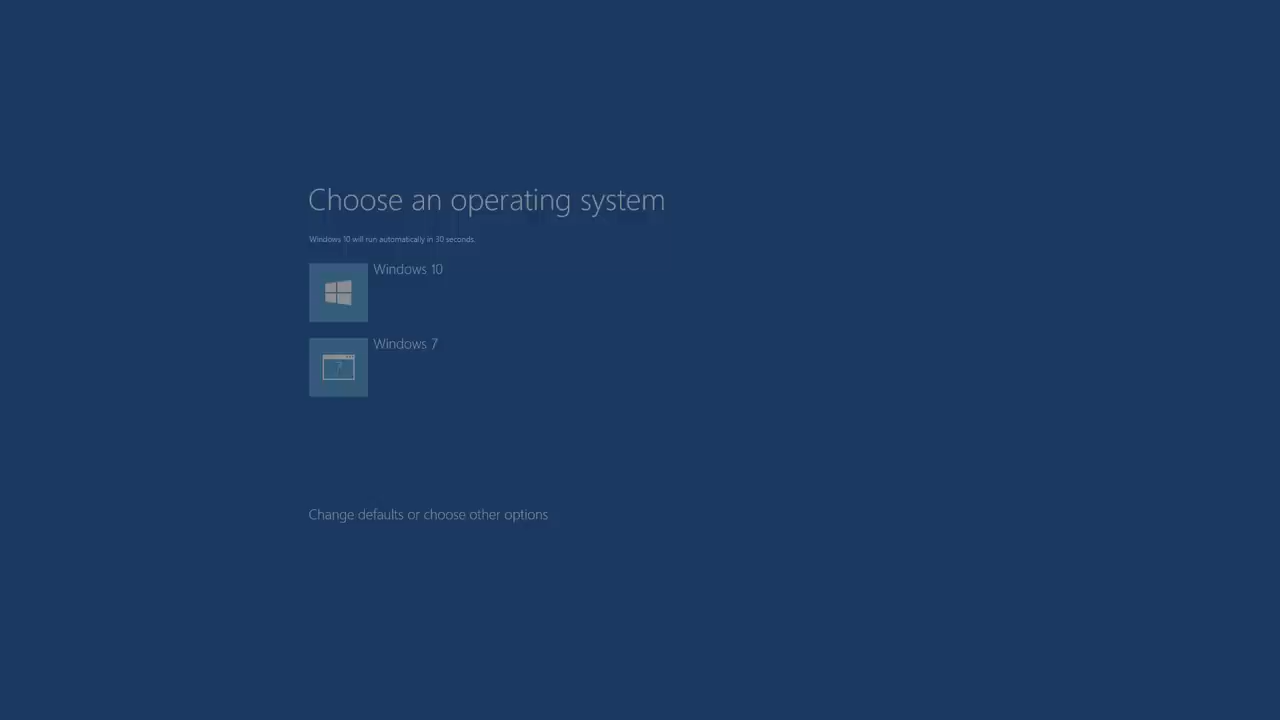 Choose an operating system
Windows 10 will run automatically in 30 seconds.
Windows 10
Windows 7
Change defaults or choose other options